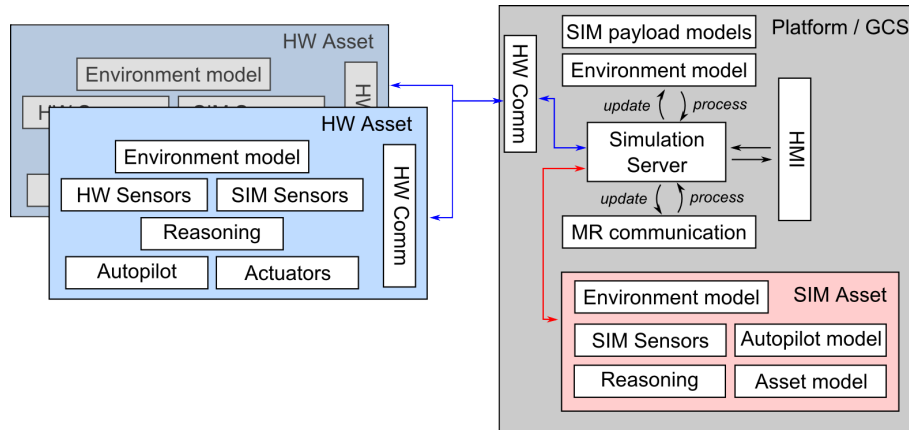 HW Asset
Environment model
HW
HW Asset
Environment model
HW Sensors
SIM Sensors
Reasoning
Autopilot
Actuators
HW Comm
HW Comm
Platform / GCS
SIM payload models
Environment model
update
process
Simulation
Server
HMI
update
process
MR communication
SIM Asset
Environment model
SIM Sensors
Autopilot model
Reasoning
Asset model